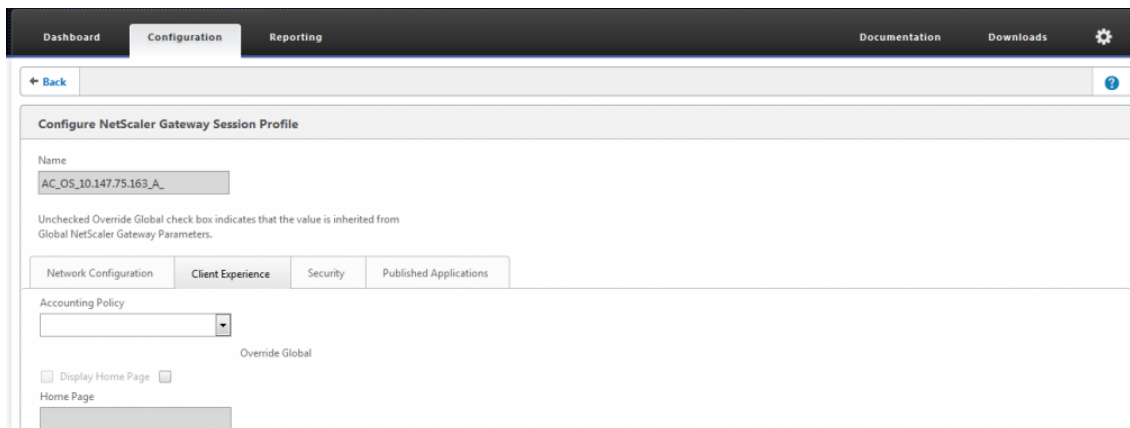 Dashboard Configuration Reporting Documentation Downloads
Back
Configure NetScaler Gateway Session Profile
Name
AC_OS_10.147.75.163_A_
Unchecked Override Global check box indicates that the value is inherited from
Global NetScaler Gateway Parameters.
Network Configuration Client Experience Security Published Applications
Accounting Policy
Override Global
Display Home Page
Home Page